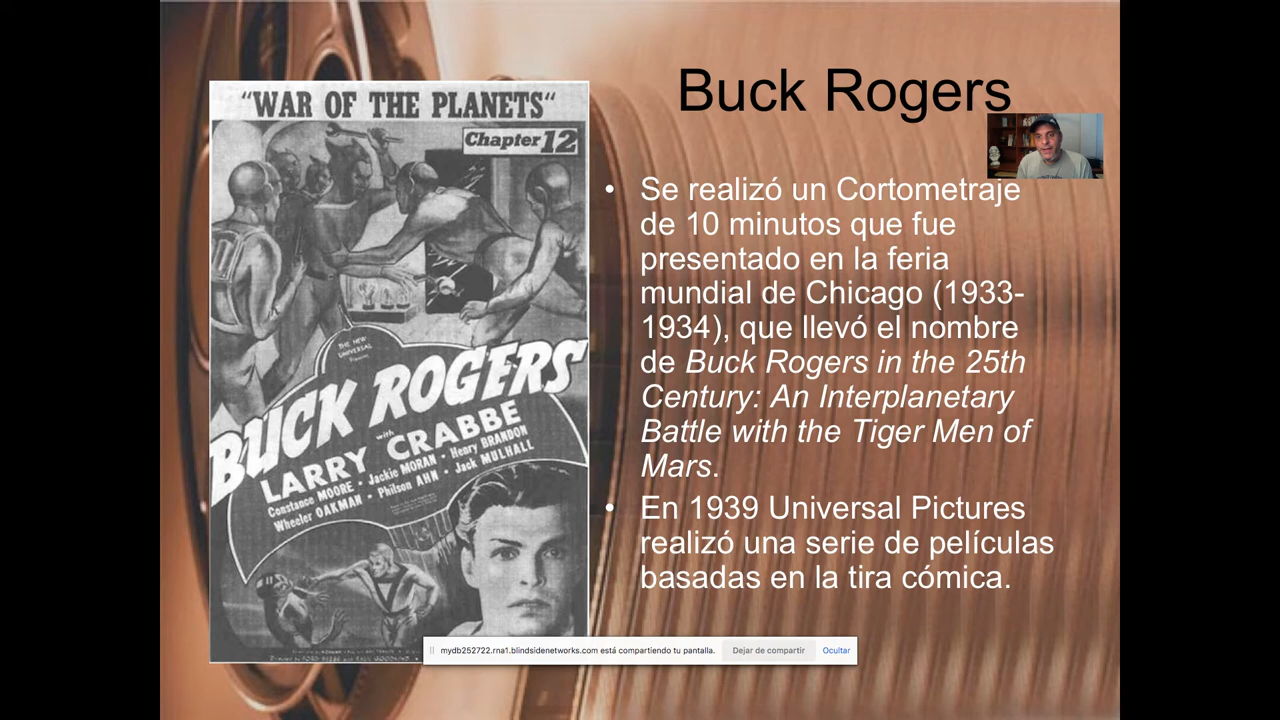 "WAR OF THE PLANETS"
Chapter 12
THE NEW
UNIVERSAL
BUCK ROGERS
with
LARRY CRABBE
Constance MOORE • Jackie MORAN • Henry BRANDON
Wheeler OAKMAN • Philson AHN • Jack MULHALL
Buck Rogers
• Se realizó un Cortometraje
de 10 minutos que fue
presentado en la feria
mundial de Chicago (1933-
1934), que llevó el nombre
de Buck Rogers in the 25th
Century: An Interplanetary
Battle with the Tiger Men of
Mars.
• En 1939 Universal Pictures
realizó una serie de películas
basadas en la tira cómica.
mydb252722.rna1.blindsidenetworks.com está compartiendo tu pantalla.
Dejar de compartir
Ocultar